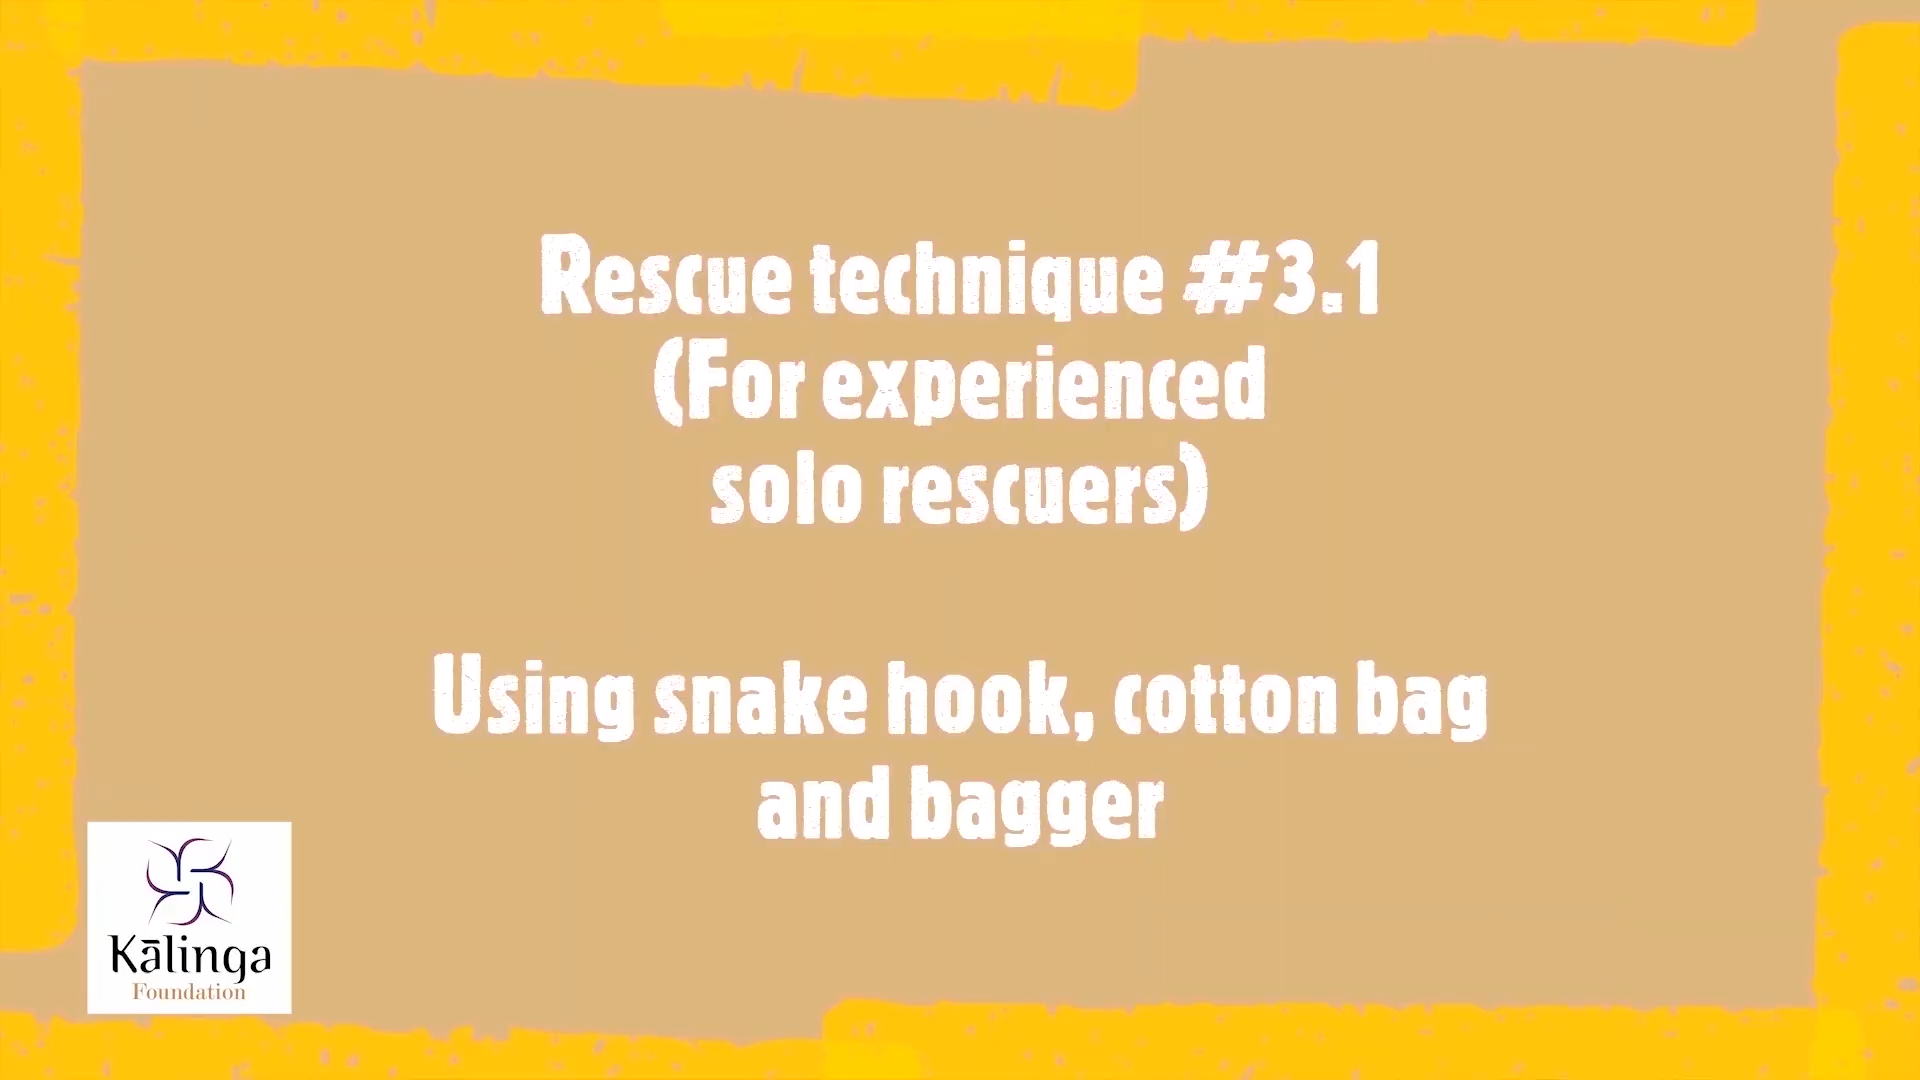 Rescue technique #3.1
(For experienced
solo rescuers)
Using snake hook, cotton bag
and bagger
Kālinga
Foundation